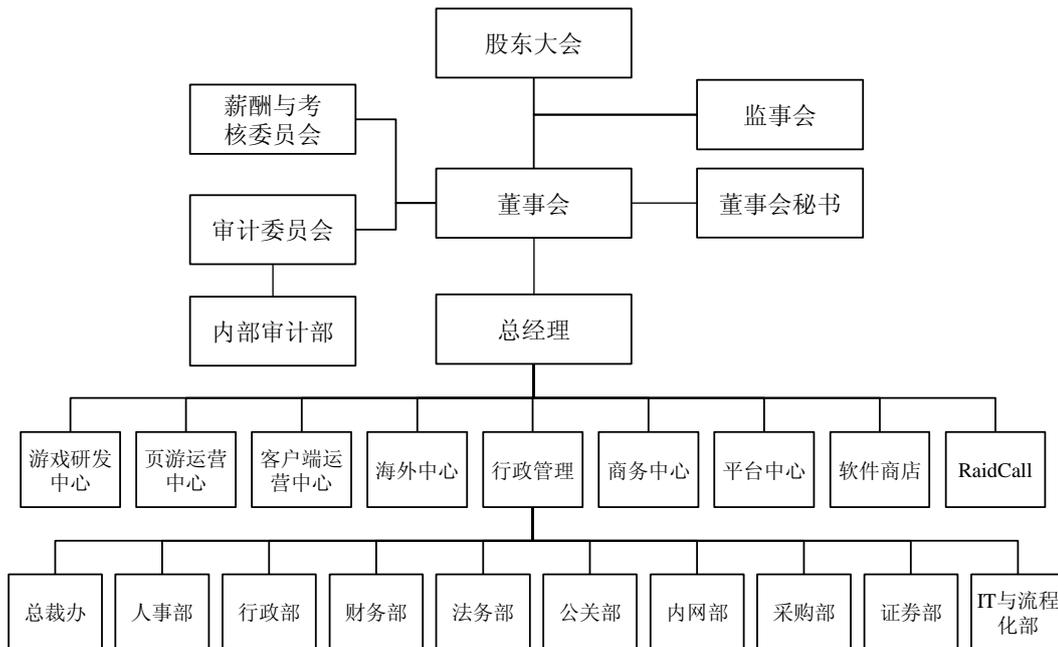 股东大会
薪酬与考
核委员会
监事会
董事会
董事会秘书
审计委员会
内部审计部
总经理
游戏研发
中心
页游运营
中心
客户端运
营中心
海外中心
行政管理
商务中心
平台中心
软件商店
RaidCall
总裁办
人事部
行政部
财务部
法务部
公关部
内网部
采购部
证券部
IT与流程
化部